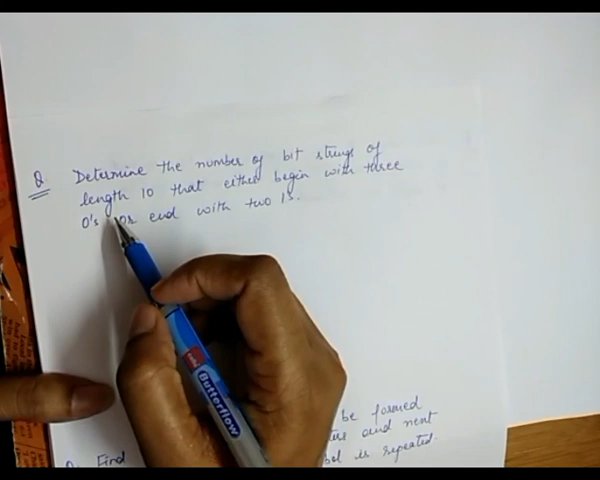 Q Determine the number of bit strings of
length 10 that either begin with three
0's or end with two 1s.
Butterflow
be formed
and next
Q. Find
is repeated.